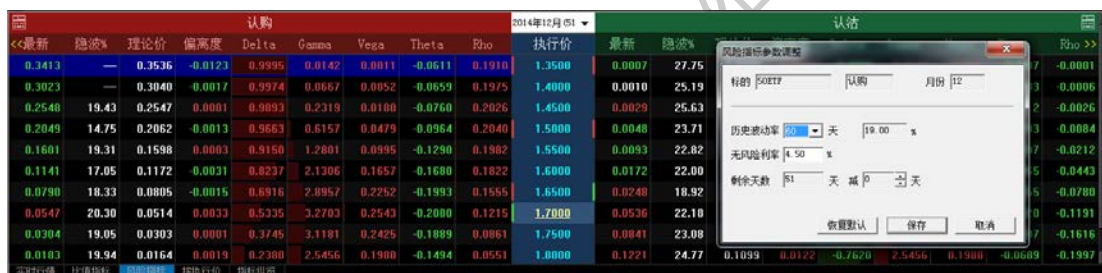 认购 2014年12月(51 认沽
<<最新 隐波% 理论价 偏离度 Delta Gamma Vega Theta Rho 执行价 最新 隐波% Rho >>
0.3413 — 0.3536 -0.0123 0.9995 0.0142 0.0011 -0.0611 0.1910 1.3500 0.0007 27.75 -0.0001
0.3023 — 0.3040 -0.0017 0.9974 0.0667 0.0052 -0.0659 0.1975 1.4000 0.0010 25.19 -0.0006
0.2548 19.43 0.2547 0.0001 0.9893 0.2319 0.0180 -0.0760 0.2026 1.4500 0.0029 25.63 -0.0026
0.2049 14.75 0.2062 -0.0013 0.9663 0.6157 0.0479 -0.0964 0.2040 1.5000 0.0048 23.71 -0.0084
0.1601 19.31 0.1598 0.0003 0.9150 1.2801 0.0995 -0.1290 0.1982 1.5500 0.0093 22.82 -0.0212
0.1141 17.05 0.1172 -0.0031 0.8237 2.1306 0.1657 -0.1680 0.1822 1.6000 0.0172 22.00 -0.0443
0.0790 18.33 0.0805 -0.0015 0.6916 2.8957 0.2252 -0.1993 0.1555 1.6500 0.0248 18.92 -0.0780
0.0547 20.30 0.0514 0.0033 0.5335 3.2703 0.2543 -0.2080 0.1215 1.7000 0.0536 22.18 -0.1191
0.0304 19.05 0.0303 0.0001 0.3745 3.1181 0.2425 -0.1889 0.0861 1.7500 0.0841 23.08 -0.1616
0.0183 19.94 0.0164 0.0019 0.2380 2.5456 0.1980 -0.1494 0.0551 1.8000 0.1221 24.77 0.1099 0.0122 -0.7620 2.5456 0.1980 -0.0689 -0.1997
风险指标参数调整
标的 50ETF 认购 月份 12
历史波动率 60 天 19.00 %
无风险利率 4.50 %
剩余天数 51 天 减 0 天
恢复默认 保存 取消